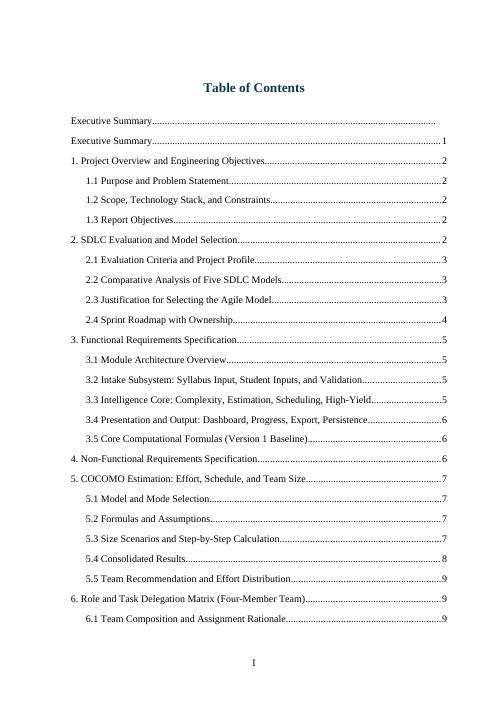 Table of Contents
Executive Summary..............................................................................................
Executive Summary.................................................................................................1
1. Project Overview and Engineering Objectives...........................................................2
1.1 Purpose and Problem Statement.......................................................................2
1.2 Scope, Technology Stack, and Constraints.........................................................2
1.3 Report Objectives..........................................................................................2
2. SDLC Evaluation and Model Selection....................................................................2
2.1 Evaluation Criteria and Project Profile..............................................................3
2.2 Comparative Analysis of Five SDLC Models.....................................................3
2.3 Justification for Selecting the Agile Model.........................................................3
2.4 Sprint Roadmap with Ownership......................................................................4
3. Functional Requirements Specification....................................................................5
3.1 Module Architecture Overview........................................................................5
3.2 Intake Subsystem: Syllabus Input, Student Inputs, and Validation..........................5
3.3 Intelligence Core: Complexity, Estimation, Scheduling, High-Yield.......................5
3.4 Presentation and Output: Dashboard, Progress, Export, Persistence........................6
3.5 Core Computational Formulas (Version 1 Baseline).............................................6
4. Non-Functional Requirements Specification.............................................................6
5. COCOMO Estimation: Effort, Schedule, and Team Size.............................................7
5.1 Model and Mode Selection..............................................................................7
5.2 Formulas and Assumptions..............................................................................7
5.3 Size Scenarios and Step-by-Step Calculation......................................................7
5.4 Consolidated Results......................................................................................8
5.5 Team Recommendation and Effort Distribution..................................................9
6. Role and Task Delegation Matrix (Four-Member Team)..............................................9
6.1 Team Composition and Assignment Rationale....................................................9
I